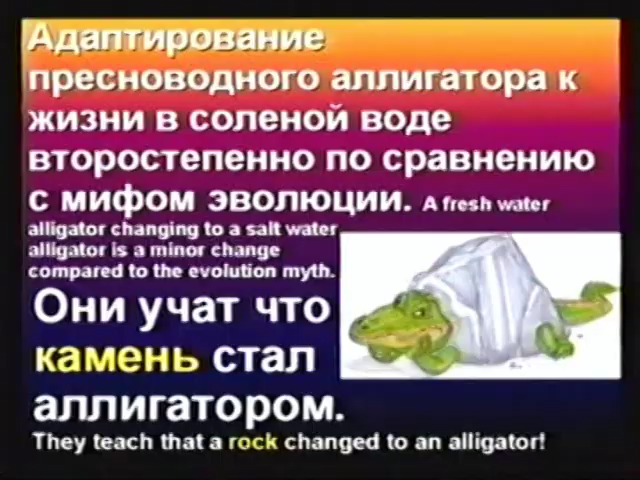 Адаптирование
пресноводного аллигатора к
жизни в соленой воде
второстепенно по сравнению
с мифом эволюции. A fresh water
alligator changing to a salt water
alligator is a minor change
compared to the evolution myth.
Они учат что
камень стал
аллигатором.
They teach that a rock changed to an alligator!